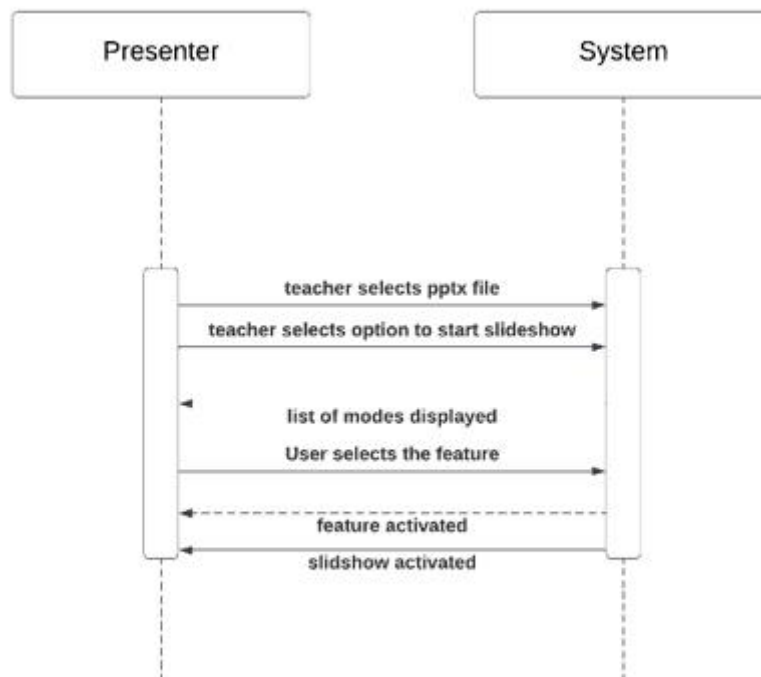 Presenter
System
teacher selects pptx file
teacher selects option to start slideshow
list of modes displayed
User selects the feature
feature activated
slidshow activated